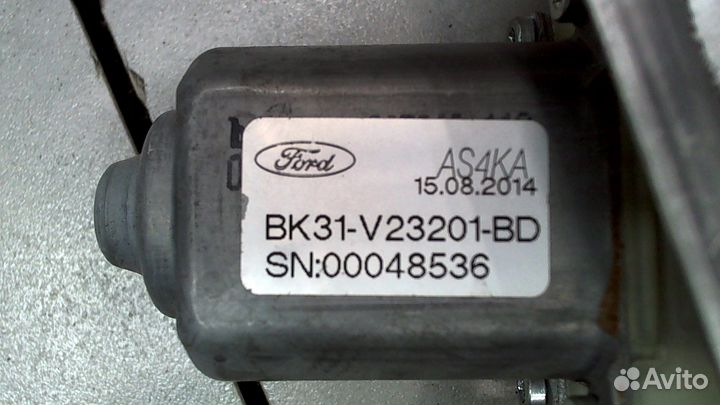 Ford
AS4KA
15.08.2014
BK31-V23201-BD
SN:00048536
Avito